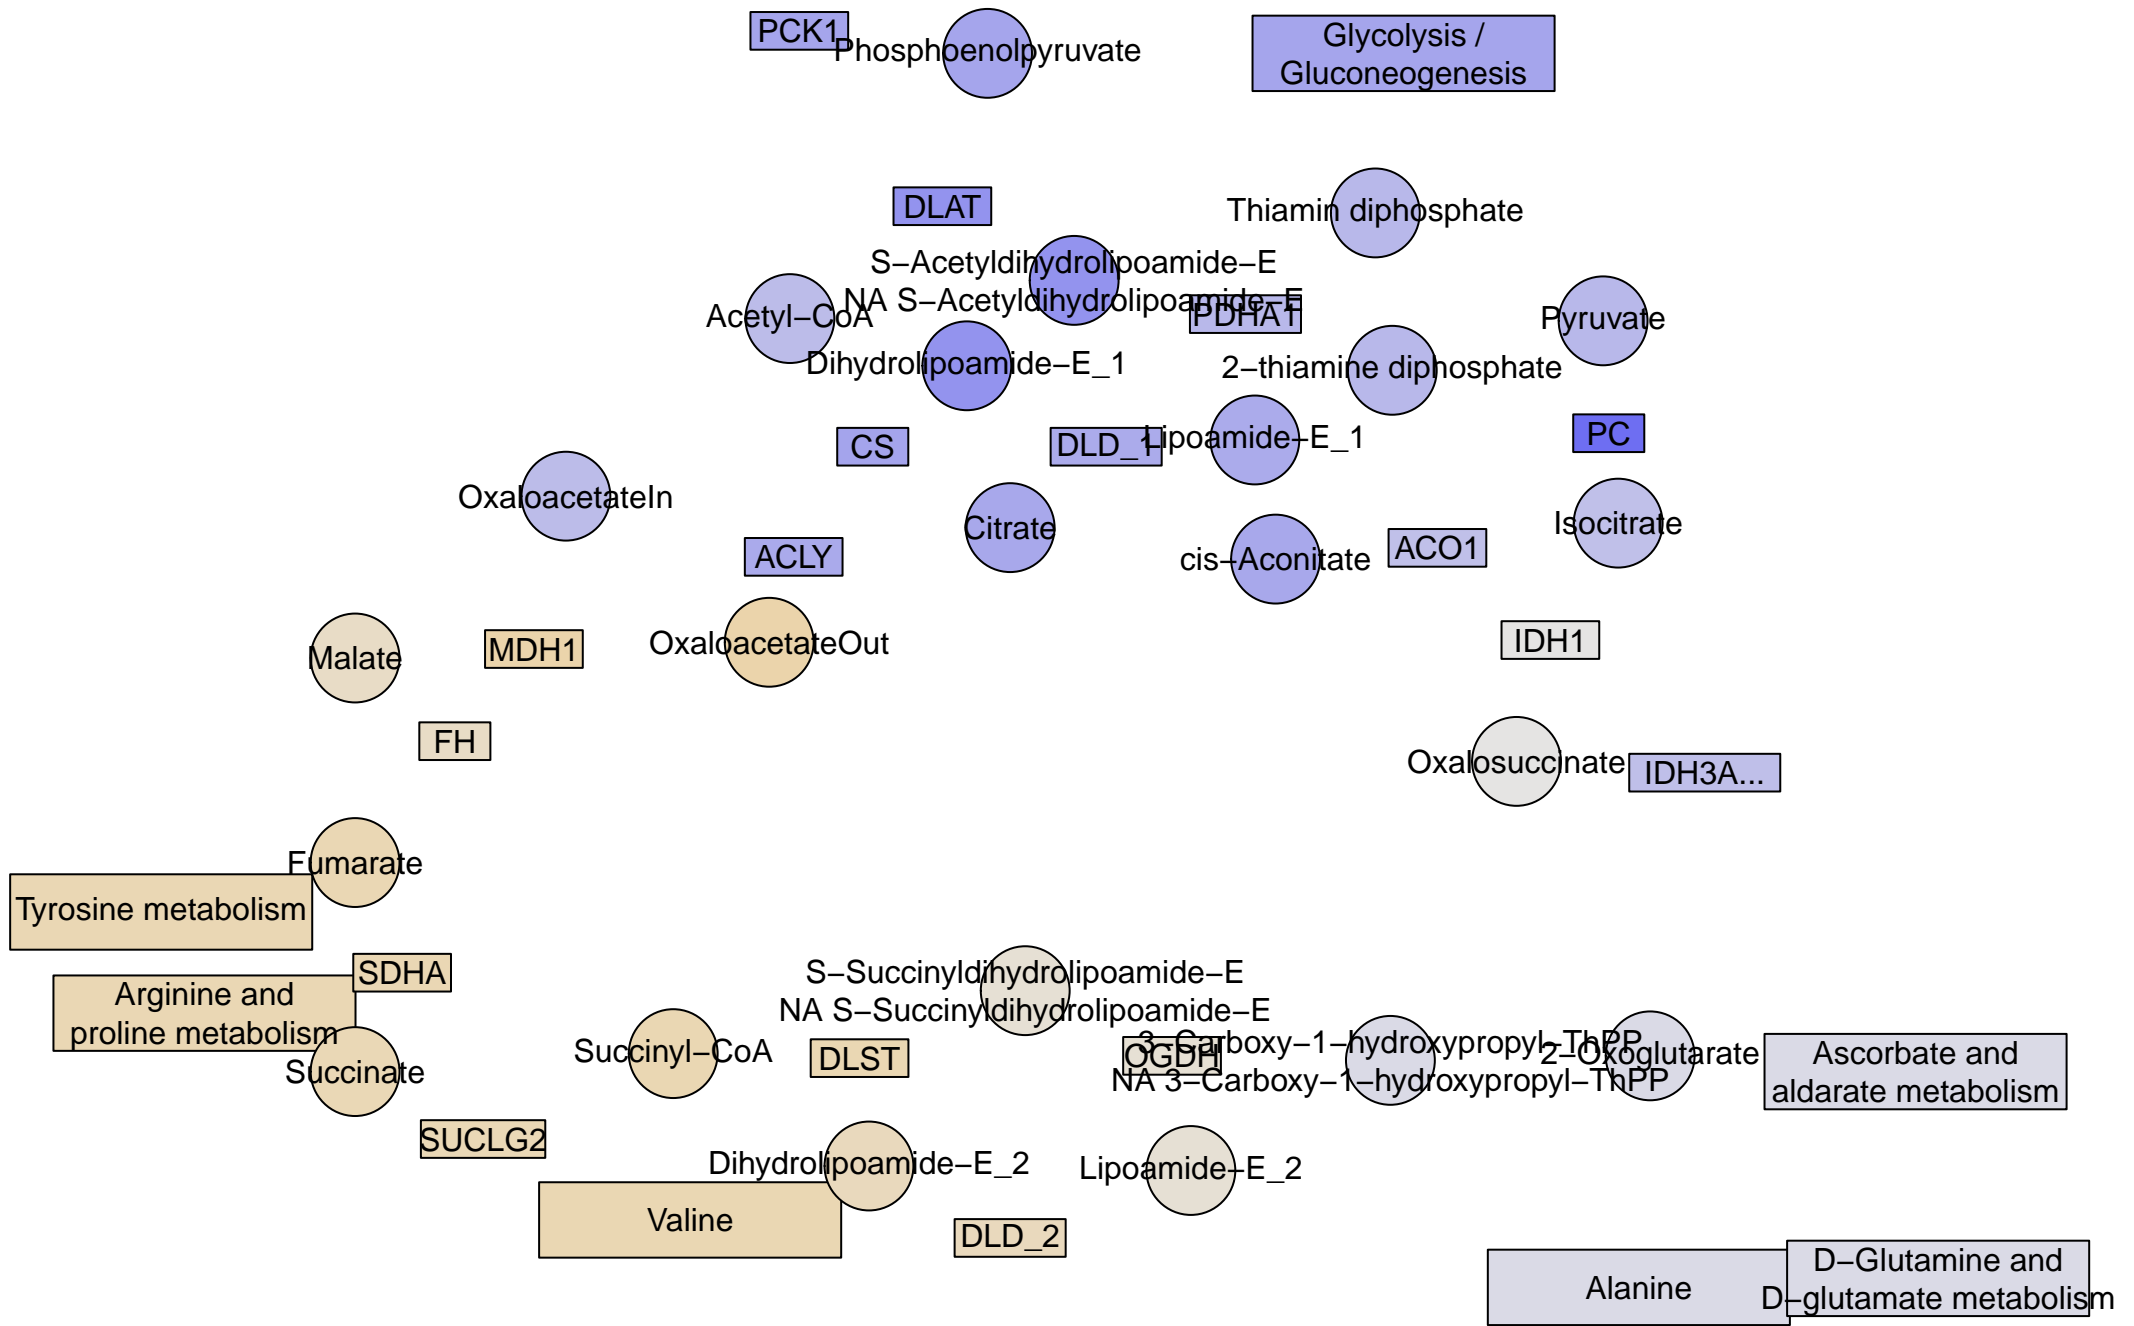 PCK1
Phosphoenolpyruvate
Glycolysis /
Gluconeogenesis
DLAT
Thiamin diphosphate
S−Acetyldihydrolipoamide−E
NA S−Acetyldihydrolipoamide−E
Acetyl−CoA
PDHA1
Pyruvate
Dihydrolipoamide−E_1
2−thiamine diphosphate
CS
DLD_1
Lipoamide−E_1
PC
OxaloacetateIn
Citrate
Isocitrate
ACLY
cis−Aconitate
ACO1
Malate
MDH1
OxaloacetateOut
IDH1
FH
Oxalosuccinate
IDH3A...
Fumarate
Tyrosine metabolism
SDHA
Arginine and
proline metabolism
Succinate
S−Succinyldihydrolipoamide−E
NA S−Succinyldihydrolipoamide−E
Succinyl−CoA
DLST
OGDH
3−Carboxy−1−hydroxypropyl−ThPP
NA 3−Carboxy−1−hydroxypropyl−ThPP
2−Oxoglutarate
Ascorbate and
aldarate metabolism
SUCLG2
Dihydrolipoamide−E_2
Lipoamide−E_2
Valine
DLD_2
Alanine
D−Glutamine and
D−glutamate metabolism